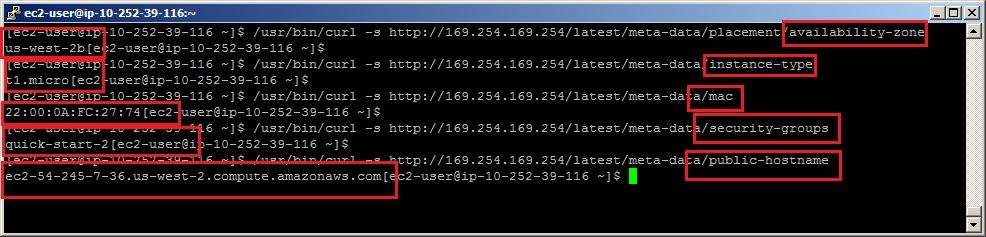 ec2-user@ip-10-252-39-116:~
[ec2-user@ip-10-252-39-116 ~]$ /usr/bin/curl -s http://169.254.169.254/latest/meta-data/placement/availability-zone
us-west-2b[ec2-user@ip-10-252-39-116 ~]$
[ec2-user@ip-10-252-39-116 ~]$ /usr/bin/curl -s http://169.254.169.254/latest/meta-data/instance-type
t1.micro[ec2-user@ip-10-252-39-116 ~]$
[ec2-user@ip-10-252-39-116 ~]$ /usr/bin/curl -s http://169.254.169.254/latest/meta-data/mac
22:00:0A:FC:27:74[ec2-user@ip-10-252-39-116 ~]$
[ec2-user@ip-10-252-39-116 ~]$ /usr/bin/curl -s http://169.254.169.254/latest/meta-data/security-groups
quick-start-2[ec2-user@ip-10-252-39-116 ~]$
[ec2-user@ip-10-252-39-116 ~]$ /usr/bin/curl -s http://169.254.169.254/latest/meta-data/public-hostname
ec2-54-245-7-36.us-west-2.compute.amazonaws.com[ec2-user@ip-10-252-39-116 ~]$